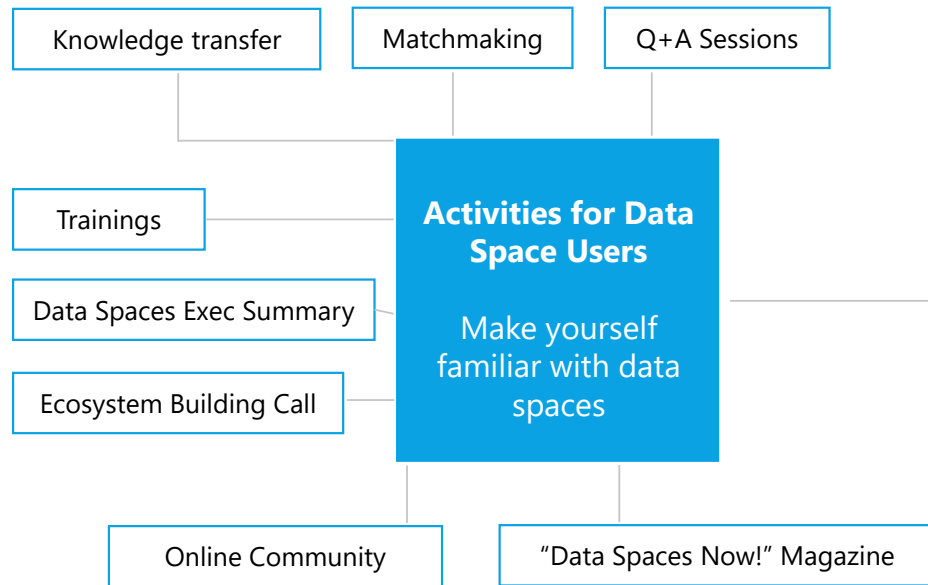 Knowledge transfer
Matchmaking
Q+A Sessions
Activities for Data
Space Users
Make yourself
familiar with data
spaces
Trainings
Data Spaces Exec Summary
Ecosystem Building Call
Online Community
“Data Spaces Now!” Magazine